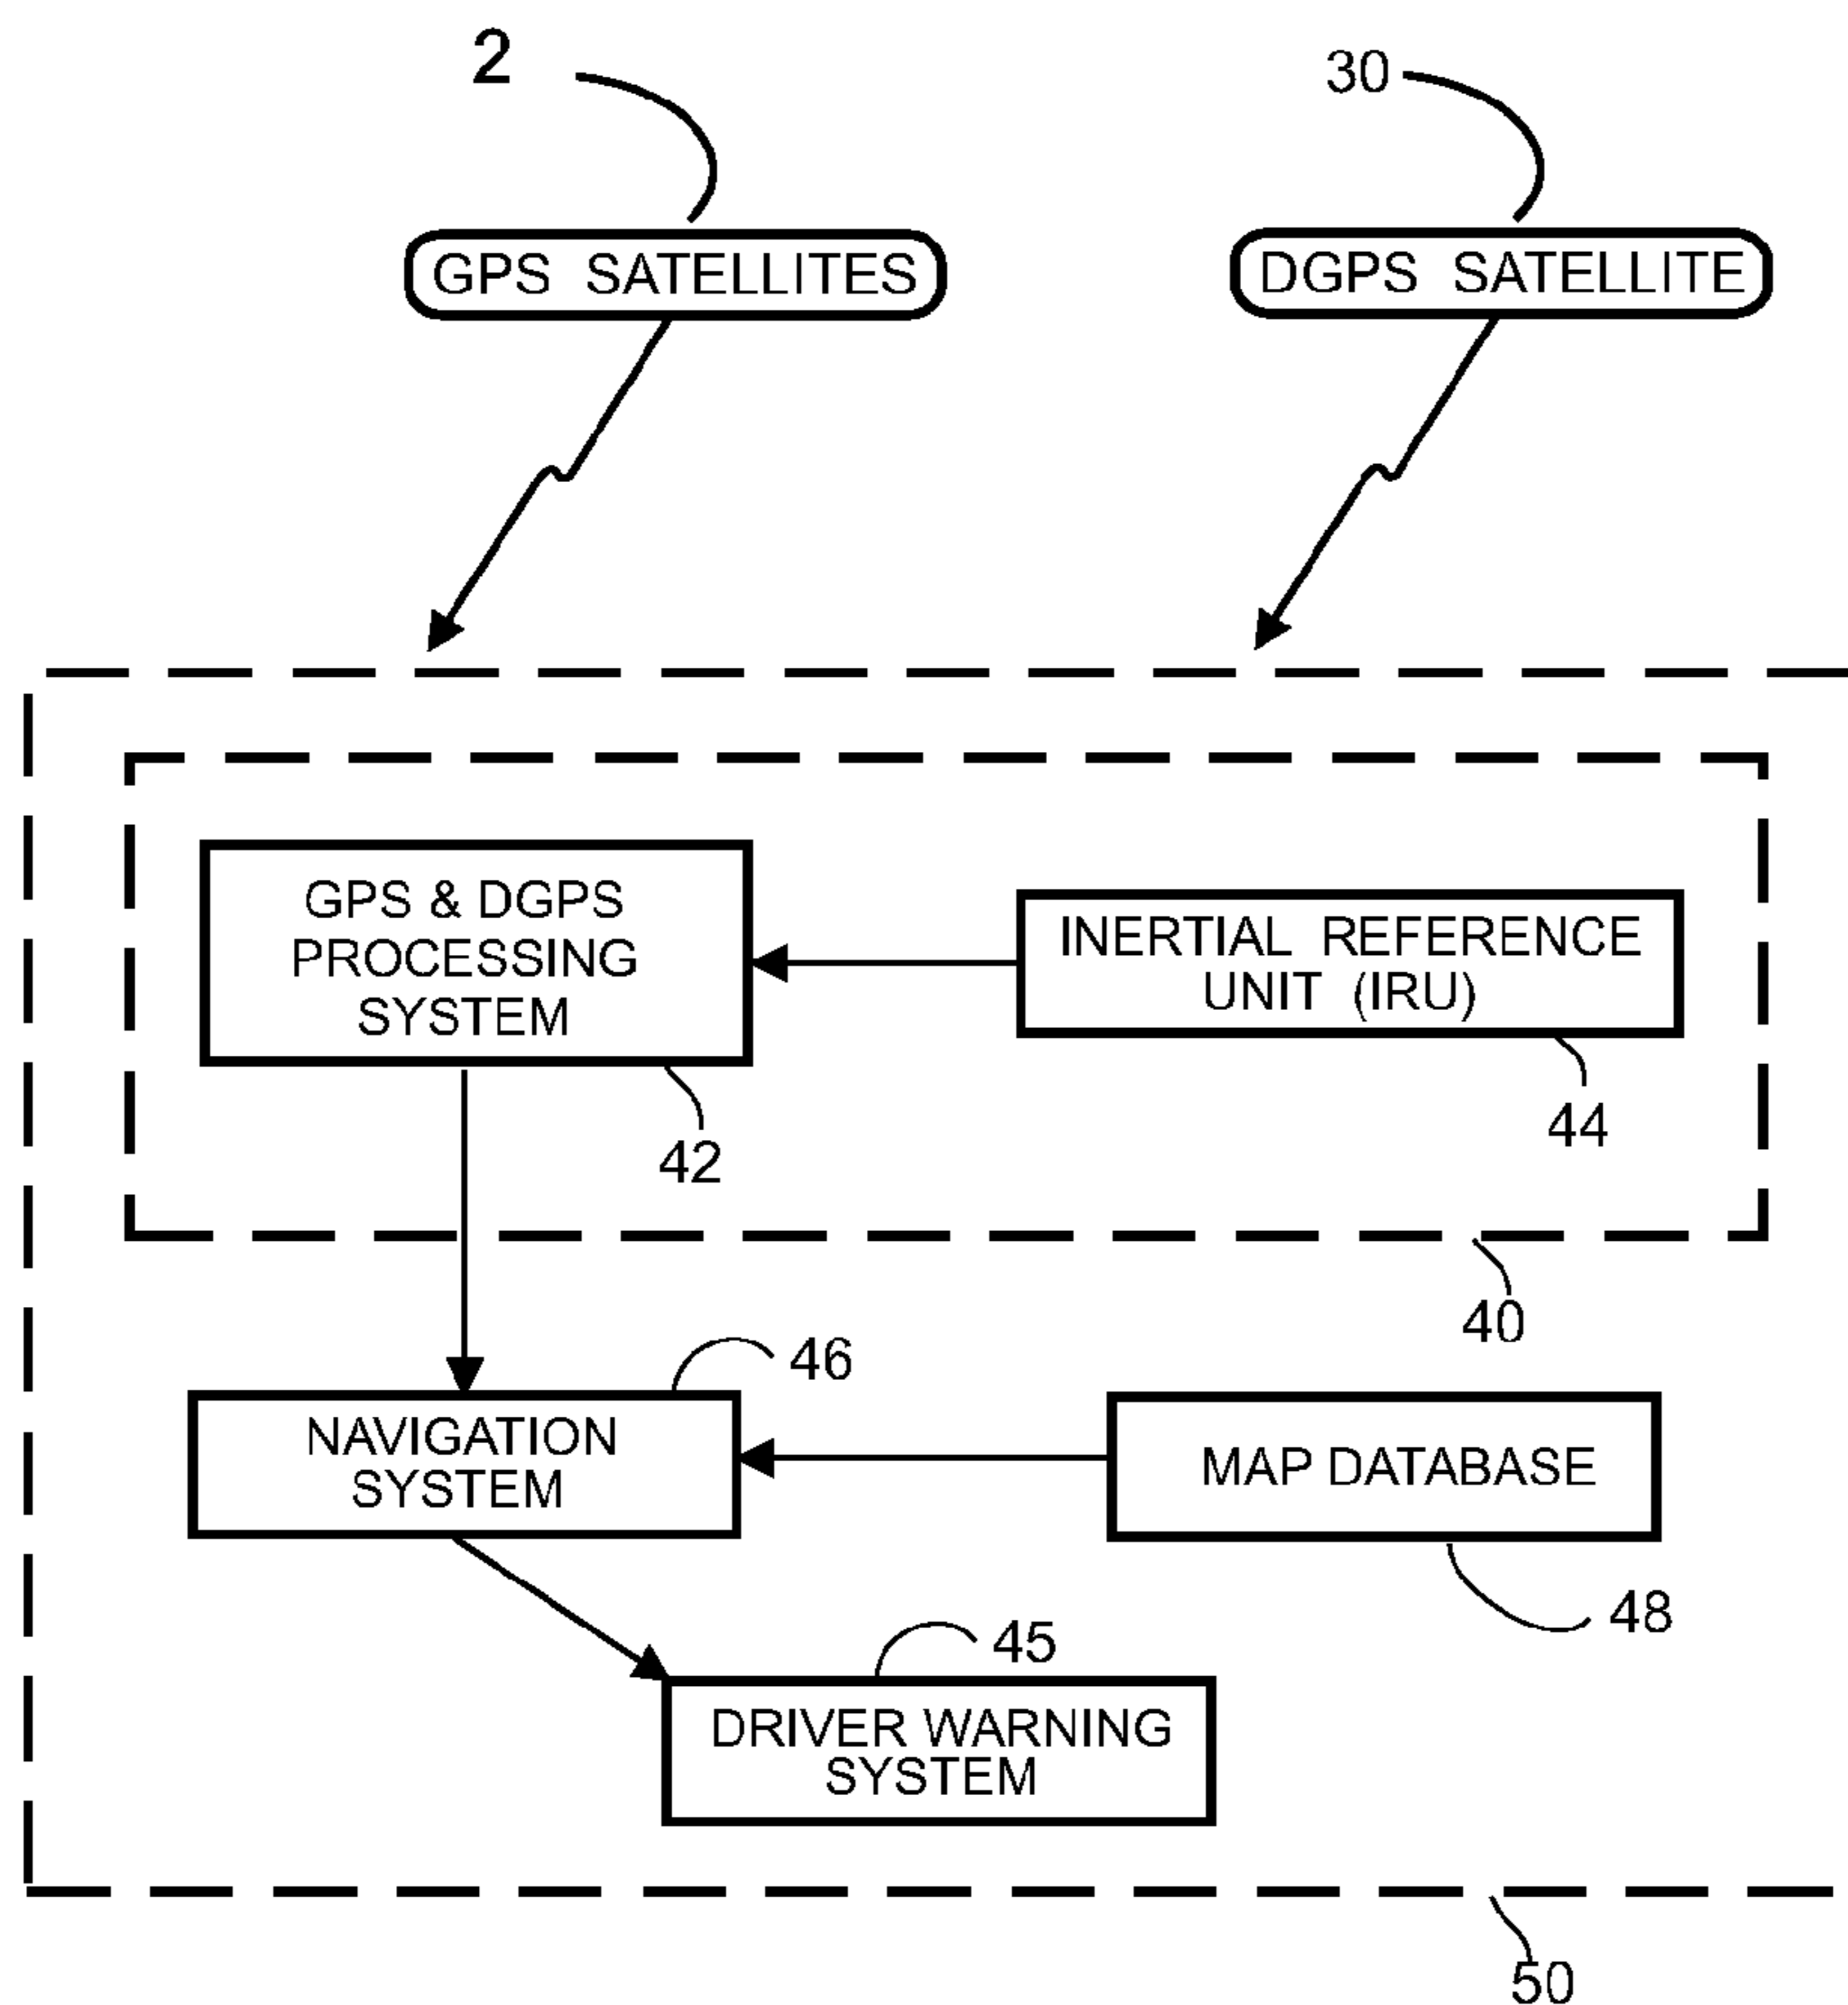 2
30
GPS SATELLITES
DGPS SATELLITE
GPS & DGPS
PROCESSING
SYSTEM
INERTIAL REFERENCE
UNIT (IRU)
42
44
40
46
NAVIGATION
SYSTEM
MAP DATABASE
48
45
DRIVER WARNING
SYSTEM
50